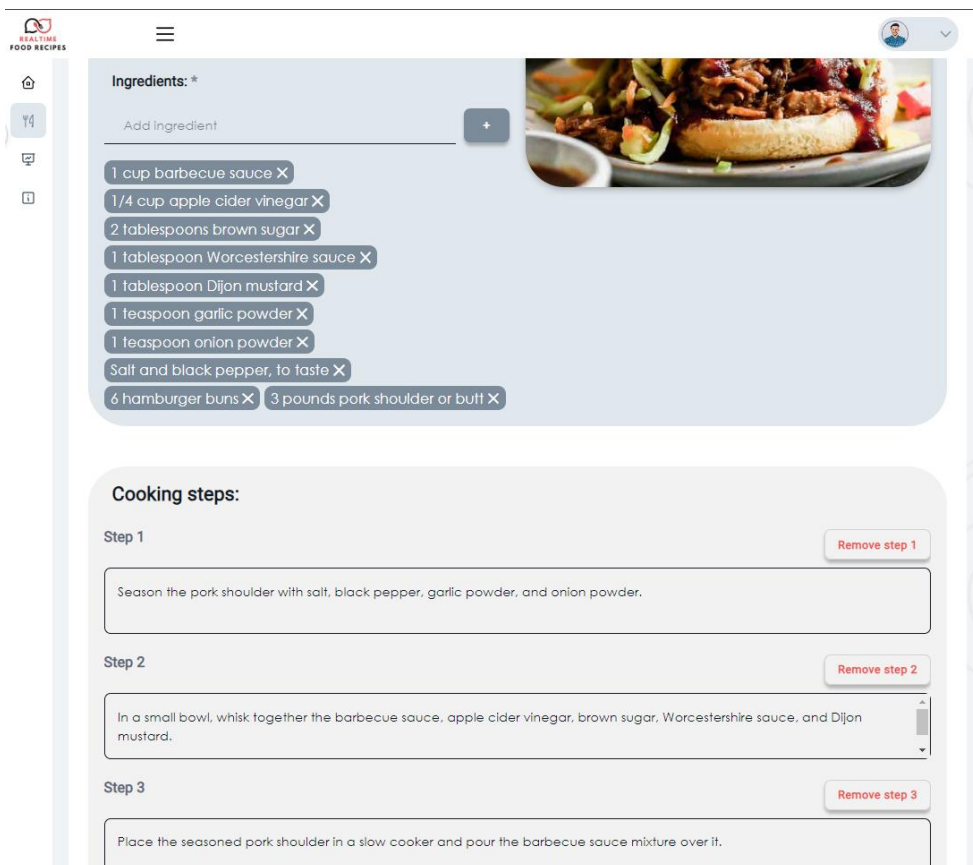 REALTIME
FOOD RECIPES
Ingredients: *
Add ingredient
+
1 cup barbecue sauce X
1/4 cup apple cider vinegar X
2 tablespoons brown sugar X
1 tablespoon Worcestershire sauce X
1 tablespoon Dijon mustard X
1 teaspoon garlic powder X
1 teaspoon onion powder X
Salt and black pepper, to taste X
6 hamburger buns X 3 pounds pork shoulder or butt X
Cooking steps:
Step 1
Remove step 1
Season the pork shoulder with salt, black pepper, garlic powder, and onion powder.
Step 2
Remove step 2
In a small bowl, whisk together the barbecue sauce, apple cider vinegar, brown sugar, Worcestershire sauce, and Dijon
mustard.
Step 3
Remove step 3
Place the seasoned pork shoulder in a slow cooker and pour the barbecue sauce mixture over it.